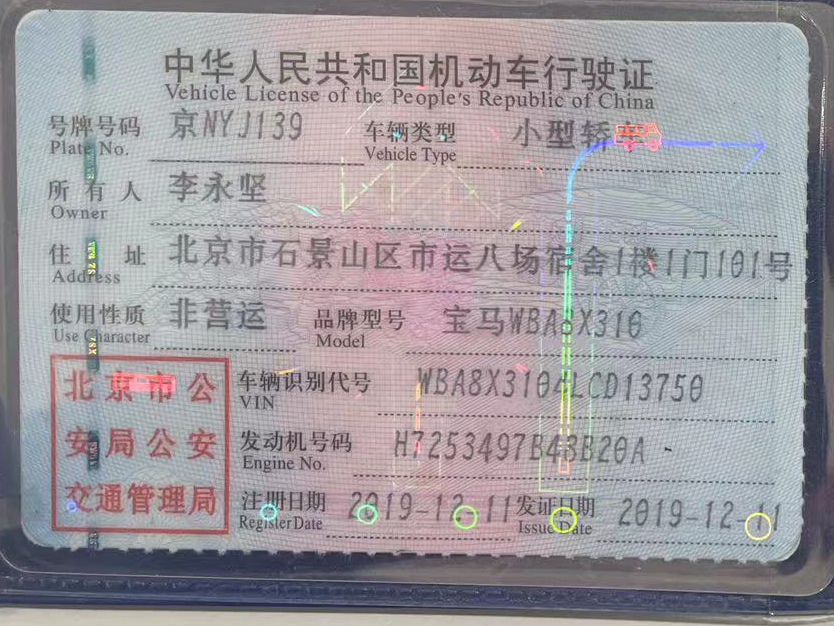 中华人民共和国机动车行驶证
Vehicle License of the People's Republic of China
号牌号码 京NYJ139 车辆类型 小型轿车
Plate No. Vehicle Type
所有人 李永坚
Owner
住址 北京市石景山区市运八场宿舍1楼1门101号
Address
使用性质 非营运 品牌型号 宝马WBA8X310
Use Character Model
北京市公
安局公安
交通管理局
车辆识别代号 WBA8X3104LCD13750
VIN
发动机号码 H7253497B48B20A
Engine No.
注册日期 2019-12-11 发证日期 2019-12-11
Register Date Issue Date